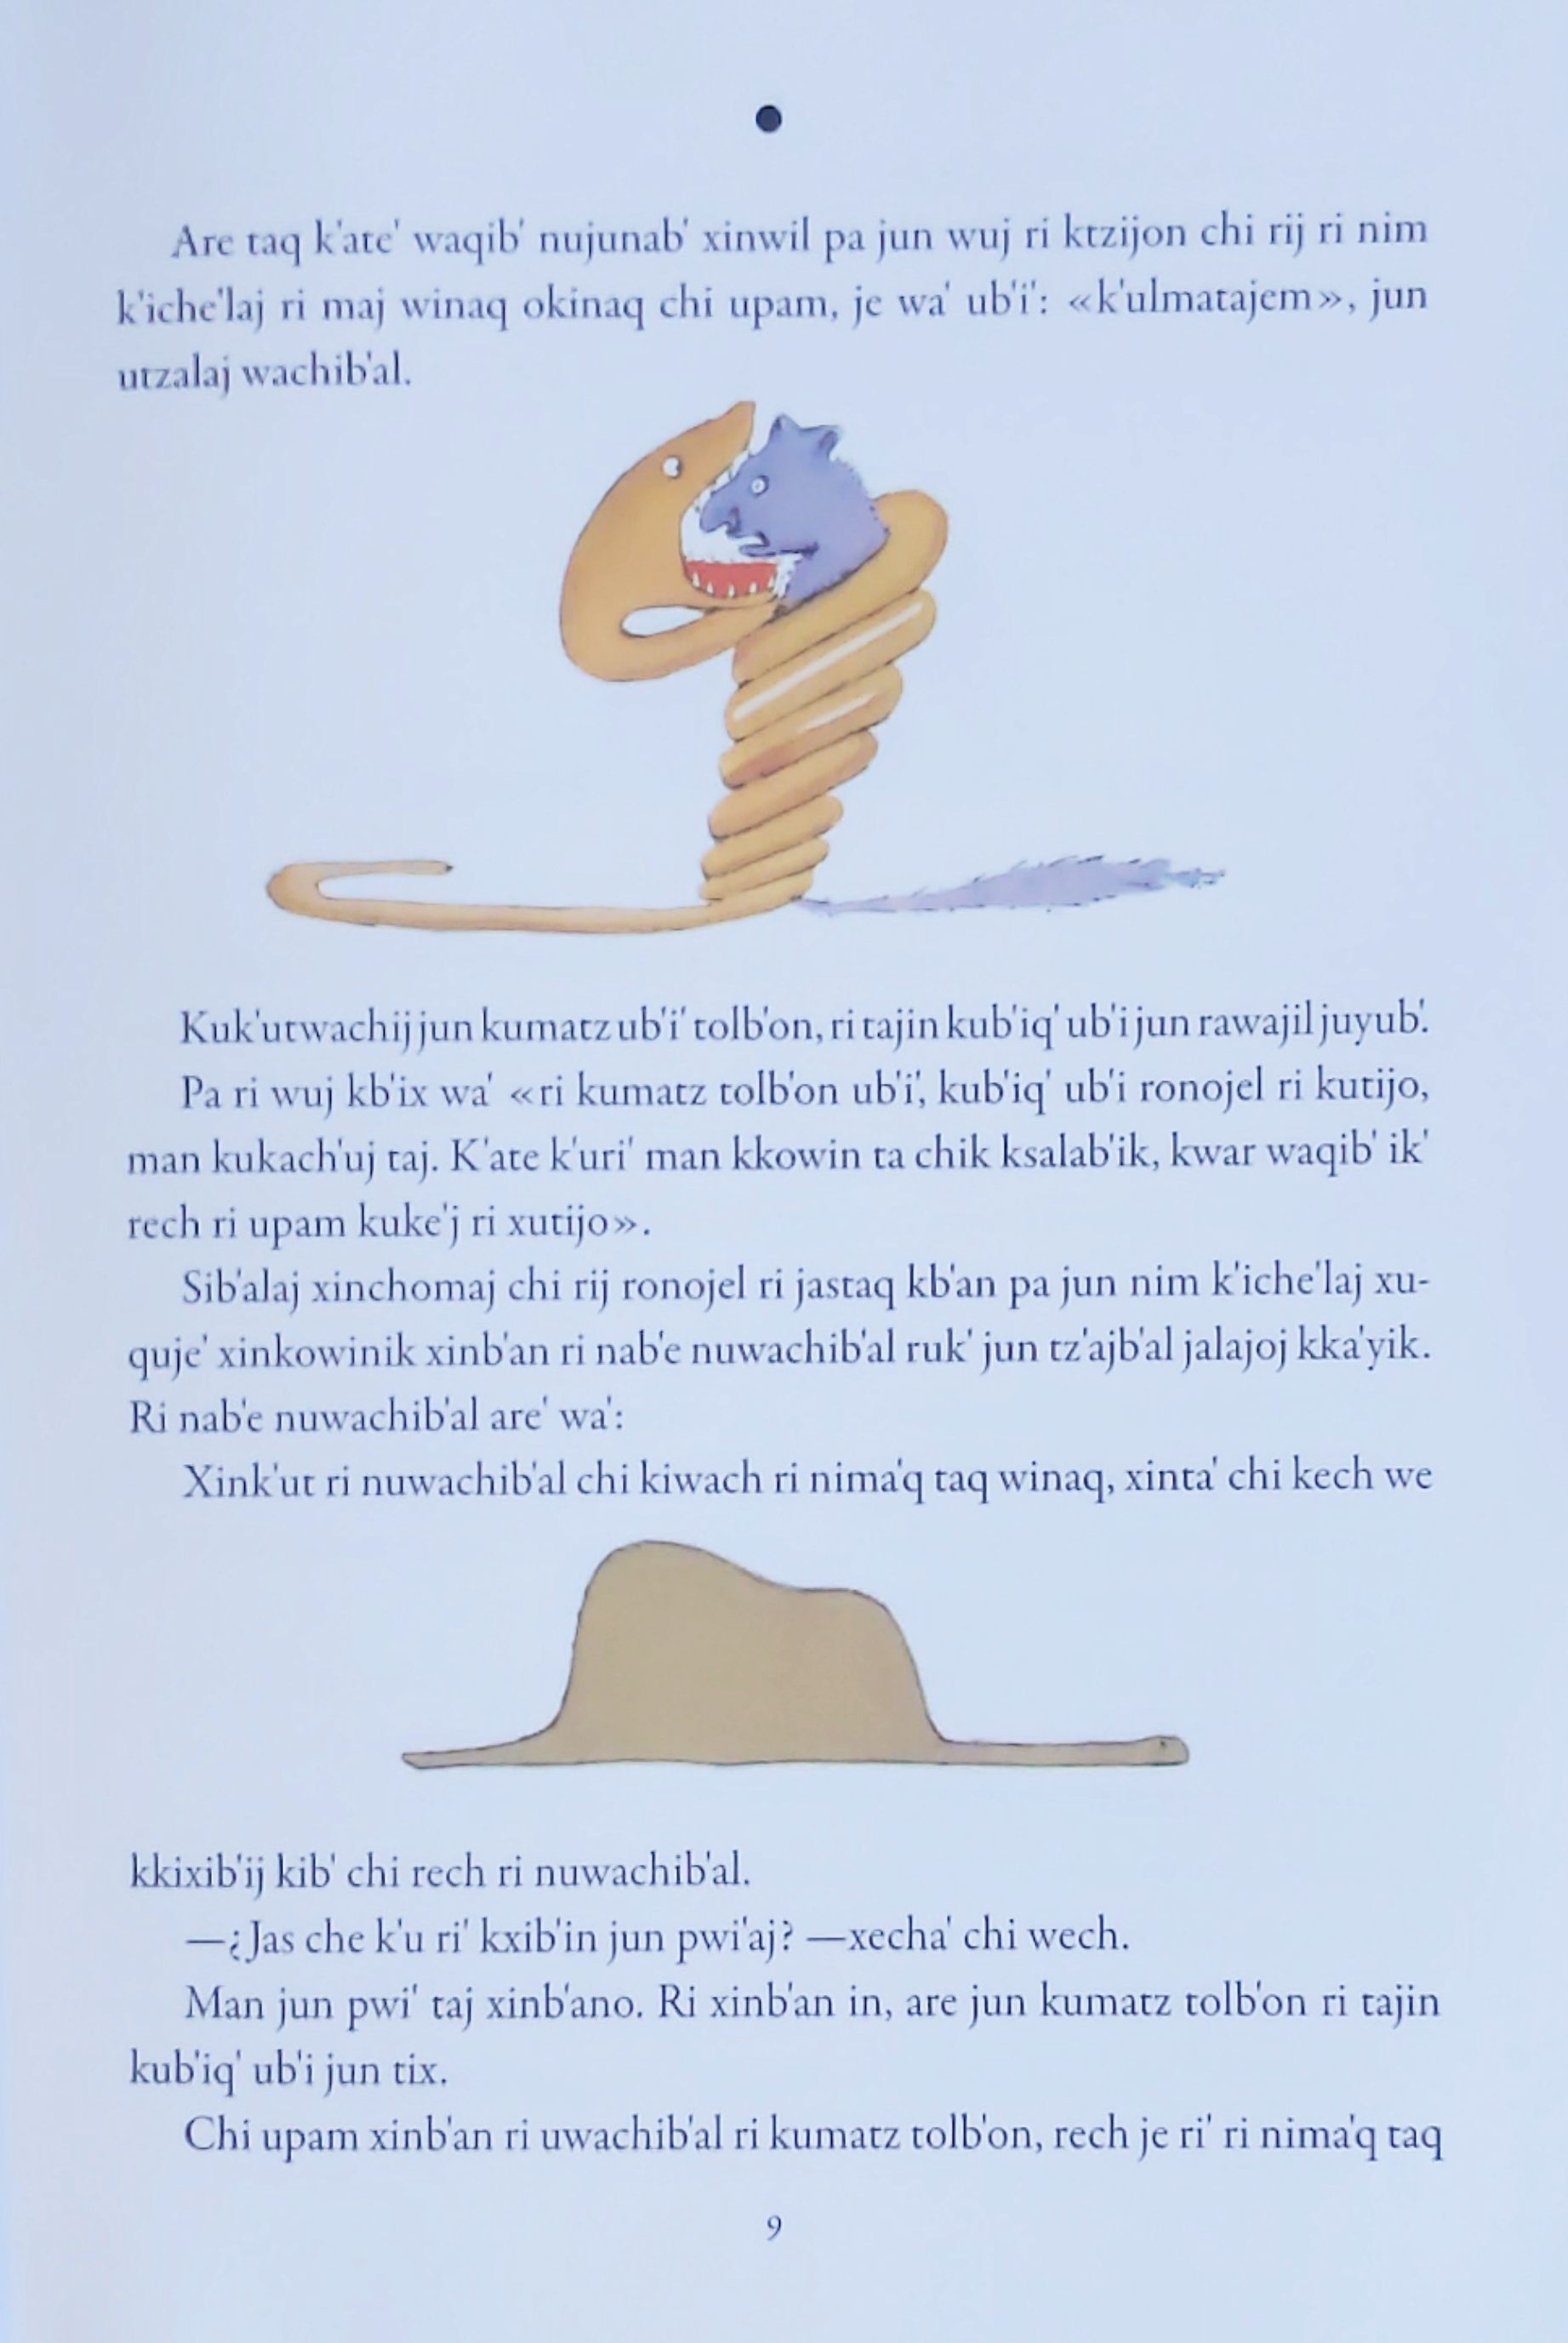 Are taq k'ate' waqib' nujunab' xinwil pa jun wuj ri ktzijon chi rij ri nim
k'iche'laj ri maj winaq okinaq chi upam, je wa' ub'i': «k'ulmatajem», jun
utzalaj wachib'al.
Kuk'utwachij jun kumatz ub'i' tolb'on, ri tajin kub'iq' ub'i jun rawajil juyub'.
Pa ri wuj kb'ix wa' «ri kumatz tolb'on ub'i', kub'iq' ub'i ronojel ri kutijo,
man kukach'uj taj. K'ate k'uri' man kkowin ta chik ksalab'ik, kwar waqib' ik'
rech ri upam kuke'j ri xutijo».
Sib'alaj xinchomaj chi rij ronojel ri jastaq kb'an pa jun nim k'iche'laj xu-
quje' xinkowinik xinb'an ri nab'e nuwachib'al ruk' jun tz'ajb'al jalajoj kka'yik.
Ri nab'e nuwachib'al are' wa':
Xink'ut ri nuwachib'al chi kiwach ri nima'q taq winaq, xinta' chi kech we
kkixib'ij kib' chi rech ri nuwachib'al.
—¿Jas che k'u ri' kxib'in jun pwi'aj? —xecha' chi wech.
Man jun pwi' taj xinb'ano. Ri xinb'an in, are jun kumatz tolb'on ri tajin
kub'iq' ub'i jun tix.
Chi upam xinb'an ri uwachib'al ri kumatz tolb'on, rech je ri' ri nima'q taq
9